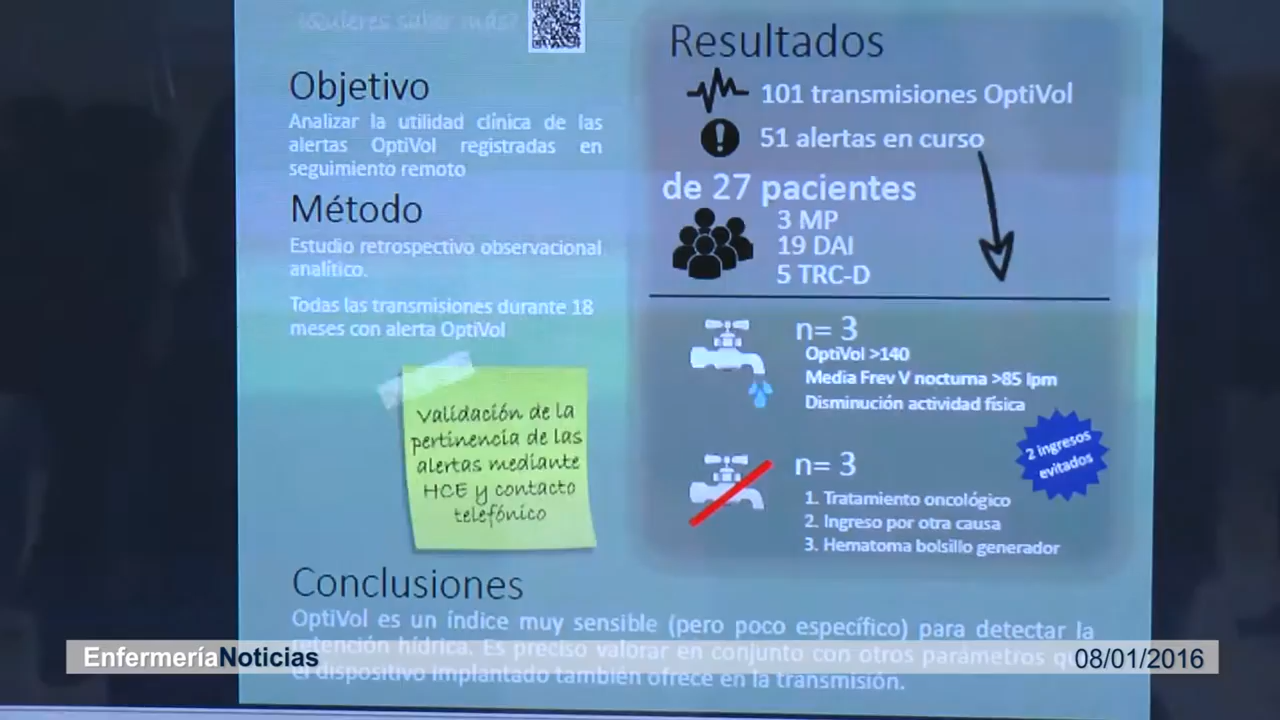 ¿Quieres saber más?
Objetivo
Analizar la utilidad clínica de las
alertas OptiVol registradas en
seguimiento remoto
Método
Estudio retrospectivo observacional
analítico.
Todas las transmisiones durante 18
meses con alerta OptiVol
Validación de la
pertinencia de las
alertas mediante
HCE y contacto
telefónico
Resultados
101 transmisiones OptiVol
51 alertas en curso
de 27 pacientes
3 MP
19 DAI
5 TRC-D
n= 3
OptiVol >140
Media Frev V nocturna >85 lpm
Disminución actividad física
2 ingresos
evitados
n= 3
1. Tratamiento oncológico
2. Ingreso por otra causa
3. Hematoma bolsillo generador
Conclusiones
OptiVol es un índice muy sensible (pero poco específico) para detectar la
retención hídrica. Es preciso valorar en conjunto con otros parámetros
el dispositivo implantado también ofrece en la transmisión.
EnfermeríaNoticias
08/01/2016